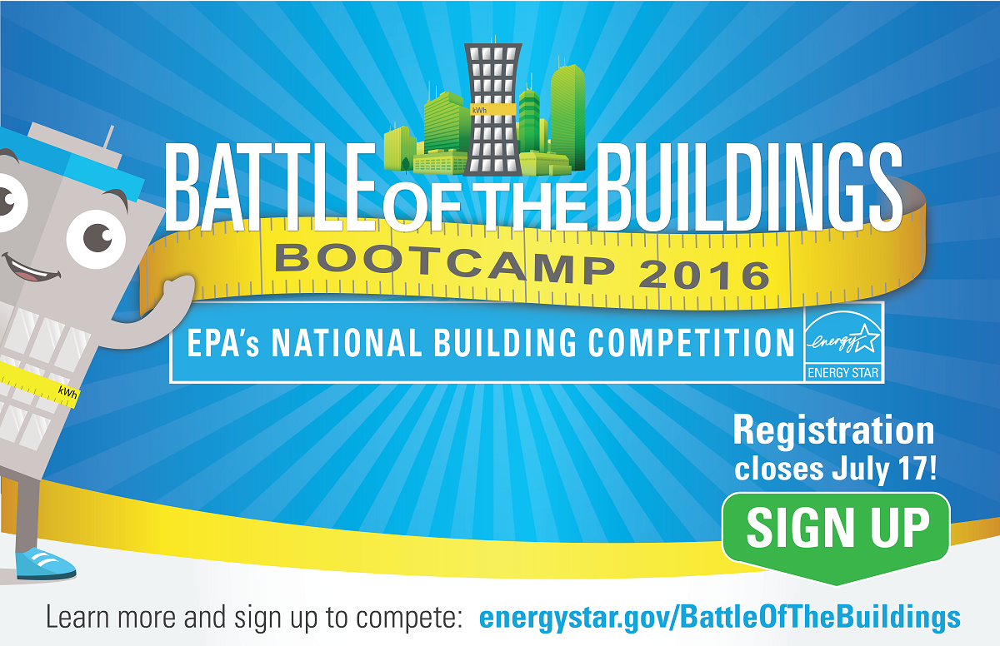 kWh
BATTLE OF THE BUILDINGS
BOOTCAMP 2016
EPA's NATIONAL BUILDING COMPETITION
energy
ENERGY STAR
kWh
Registration
closes July 17!
SIGN UP
Learn more and sign up to compete: energystar.gov/BattleOfTheBuildings